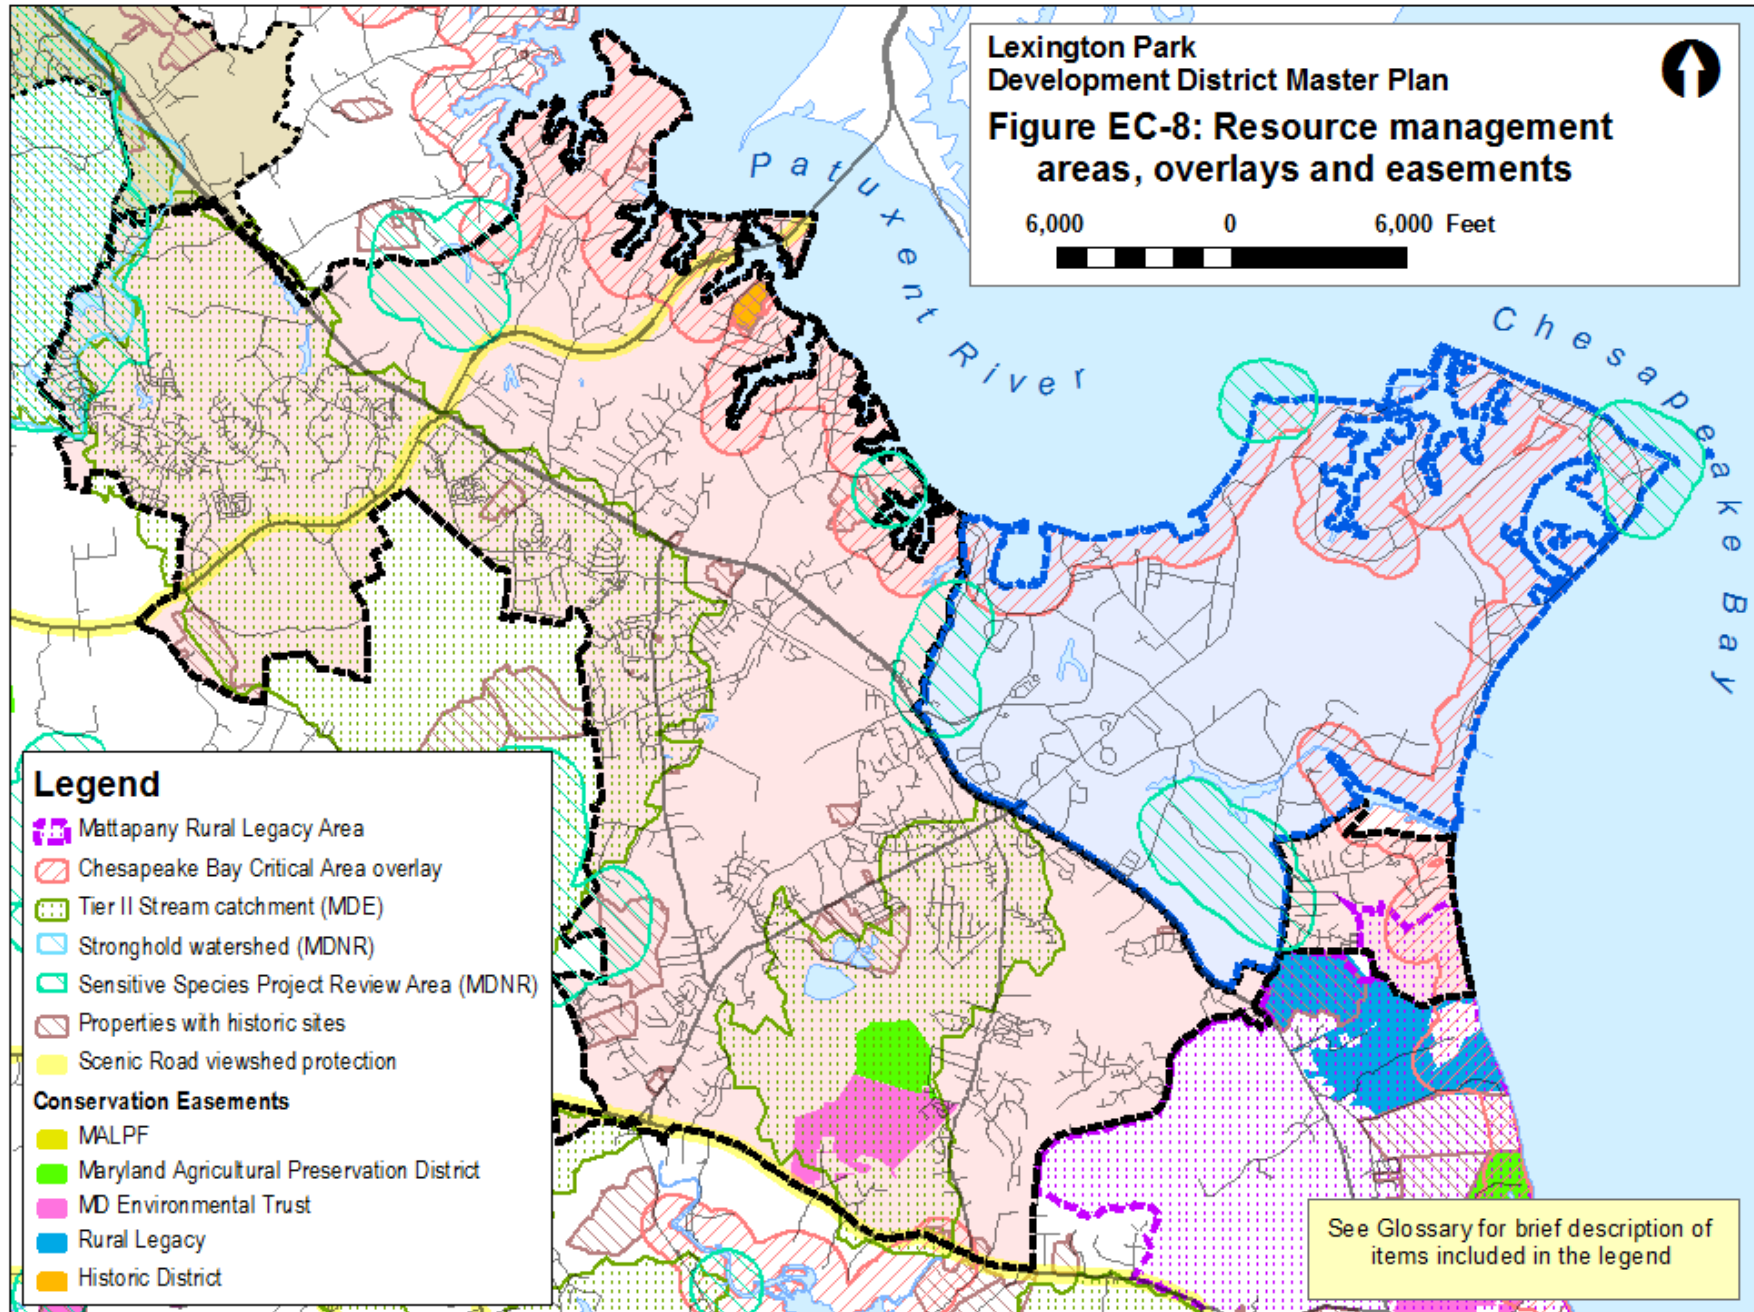 Lexington Park
Development District Master Plan
Figure EC-8: Resource management
areas, overlays and easements
6,000 0 6,000 Feet
Patuxent River
Chesapeake Bay
Legend
Mattapany Rural Legacy Area
Chesapeake Bay Critical Area overlay
Tier II Stream catchment (MDE)
Stronghold watershed (MDNR)
Sensitive Species Project Review Area (MDNR)
Properties with historic sites
Scenic Road viewshed protection
Conservation Easements
MALPF
Maryland Agricultural Preservation District
MD Environmental Trust
Rural Legacy
Historic District
See Glossary for brief description of
items included in the legend